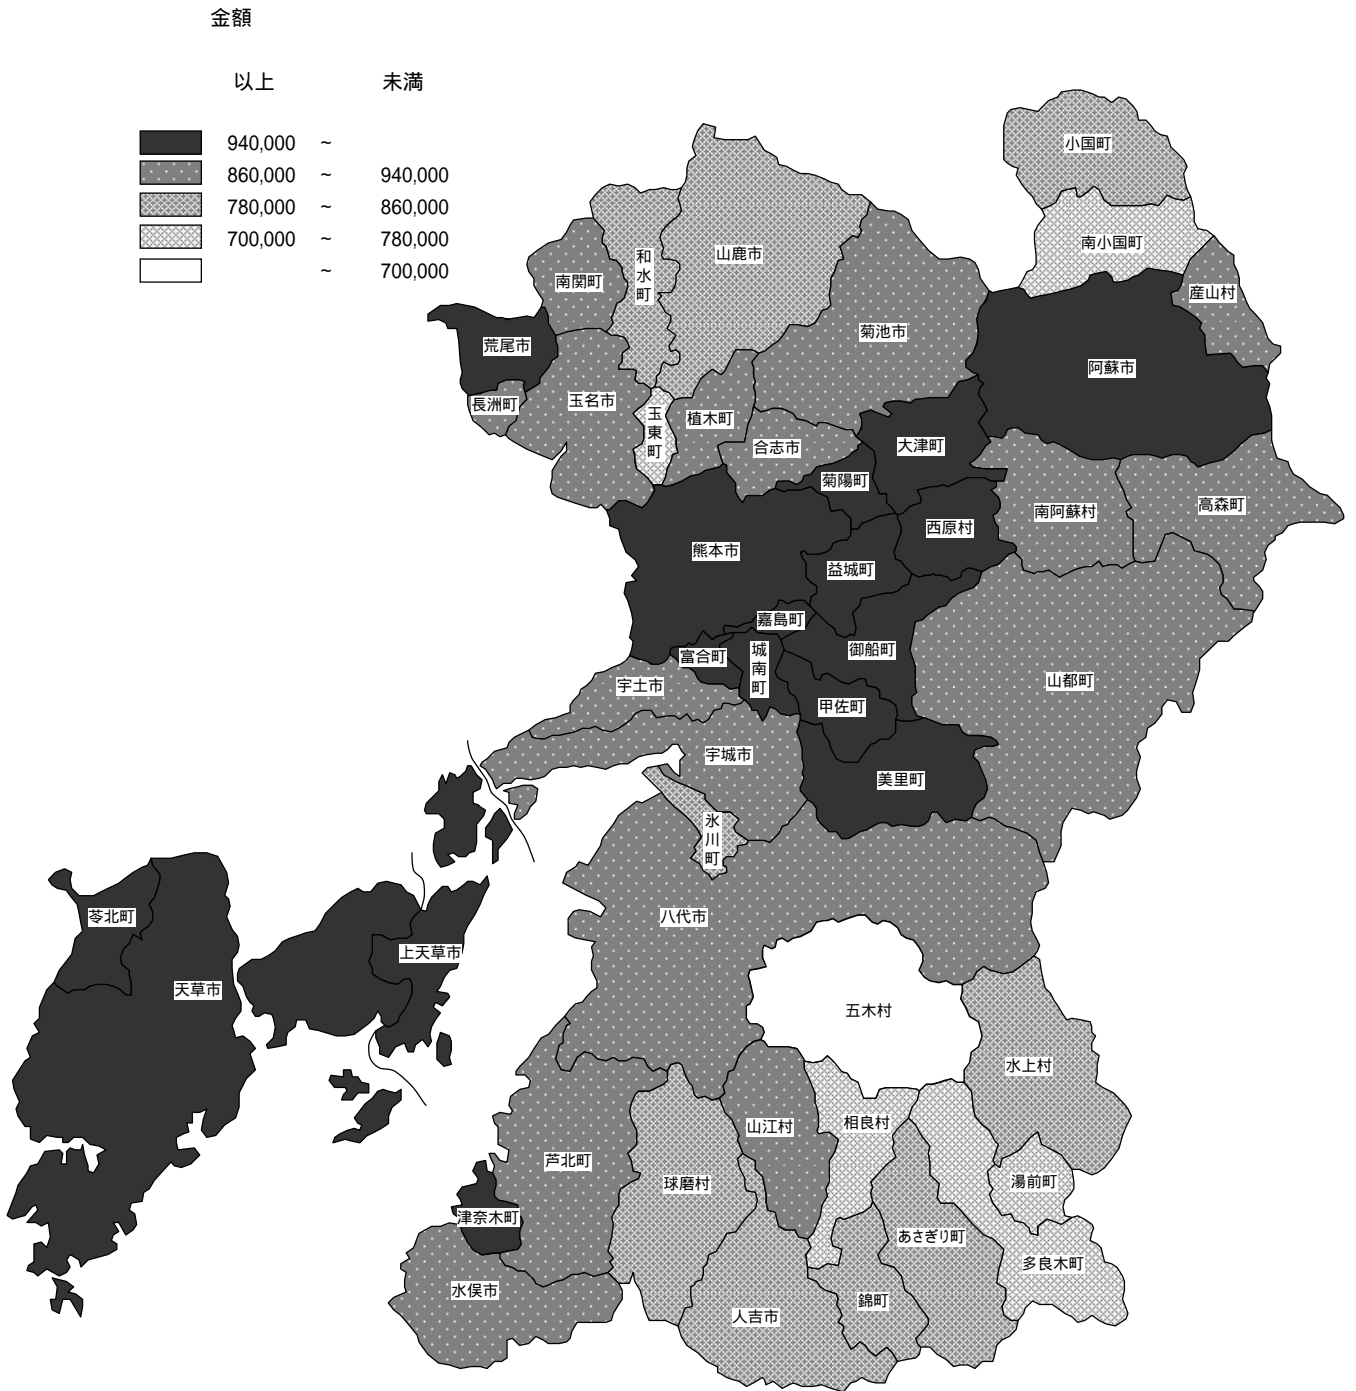 金額
以上 未満
940,000 ~
860,000 ~ 940,000
780,000 ~ 860,000
700,000 ~ 780,000
~ 700,000
小国町
南小国町
産山村
和水町
山鹿市
南関町
菊池市
荒尾市
阿蘇市
長洲町
玉名市
玉東町
植木町
合志市
大津町
菊陽町
南阿蘇村
高森町
西原村
熊本市
益城町
嘉島町
御船町
富合町
城南町
宇土市
山都町
甲佐町
宇城市
美里町
氷川町
八代市
苓北町
上天草市
天草市
五木村
水上村
山江村
相良村
芦北町
球磨村
湯前町
津奈木町
あさぎり町
多良木町
水俣市
錦町
人吉市